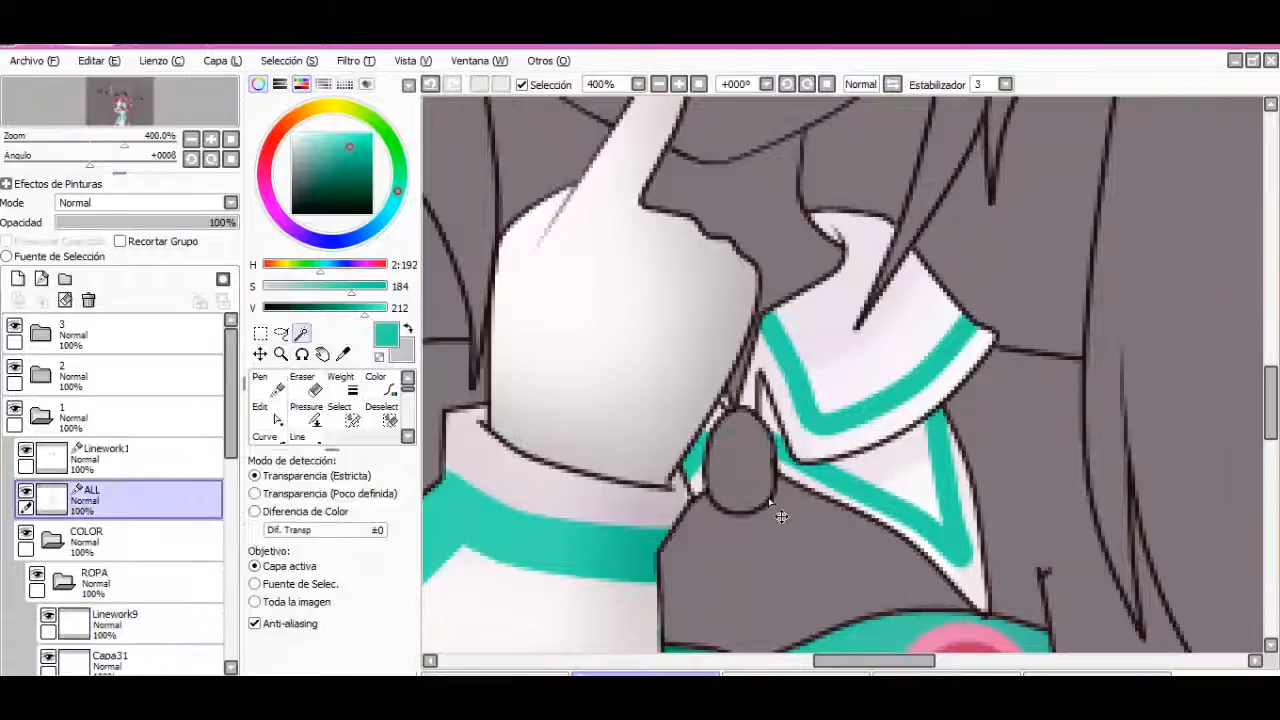 Archivo (F) Editar (E) Lienzo (C) Capa (L) Selección (S) Filtro (T) Vista (V) Ventana (W) Otros (O)
Selección 400% +000º Normal Estabilizador 3
Zoom 400.0%
Angulo +0008
Efectos de Pinturas
Mode Normal
Opacidad 100%
Recortar Grupo
Fuente de Selección
3
Normal
100%
2
Normal
100%
1
Normal
100%
Linework1
Normal
100%
ALL
Normal
100%
COLOR
Normal
100%
ROPA
Normal
100%
Linework9
Normal
100%
Capa31
Normal
100%
H 2:192
S 184
V 212
Pen Eraser Weight Color
Edit Pressure Select Deselect
Curve Line
Modo de detección:
Transparencia (Estricta)
Transparencia (Poco definida)
Diferencia de Color
Dif. Transp ±0
Objetivo:
Capa activa
Fuente de Selec.
Toda la imagen
Anti-aliasing